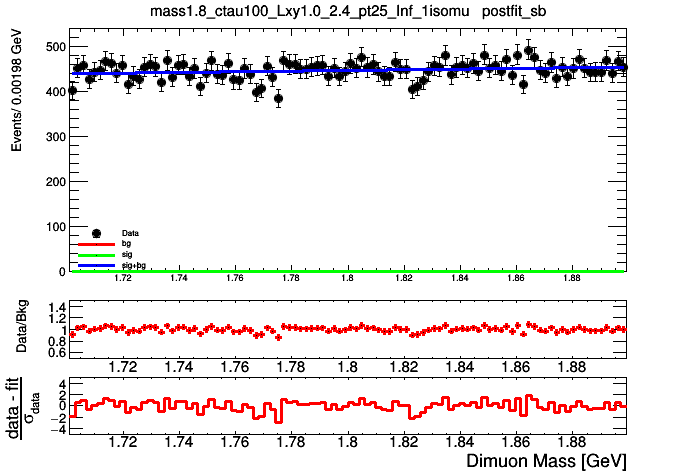 mass1.8_ctau100_Lxy1.0_2.4_pt25_Inf_1isomu postfit_sb
Events/ 0.00198 GeV
500
400
300
200
100
0
Data
bg
sig
sig+bg
1.72 1.74 1.76 1.78 1.8 1.82 1.84 1.86 1.88
Data/Bkg
1.4
1.2
1
0.8
0.6
1.72 1.74 1.76 1.78 1.8 1.82 1.84 1.86 1.88
data - fit
σdata
4
2
0
−2
−4
1.72 1.74 1.76 1.78 1.8 1.82 1.84 1.86 1.88
Dimuon Mass [GeV]